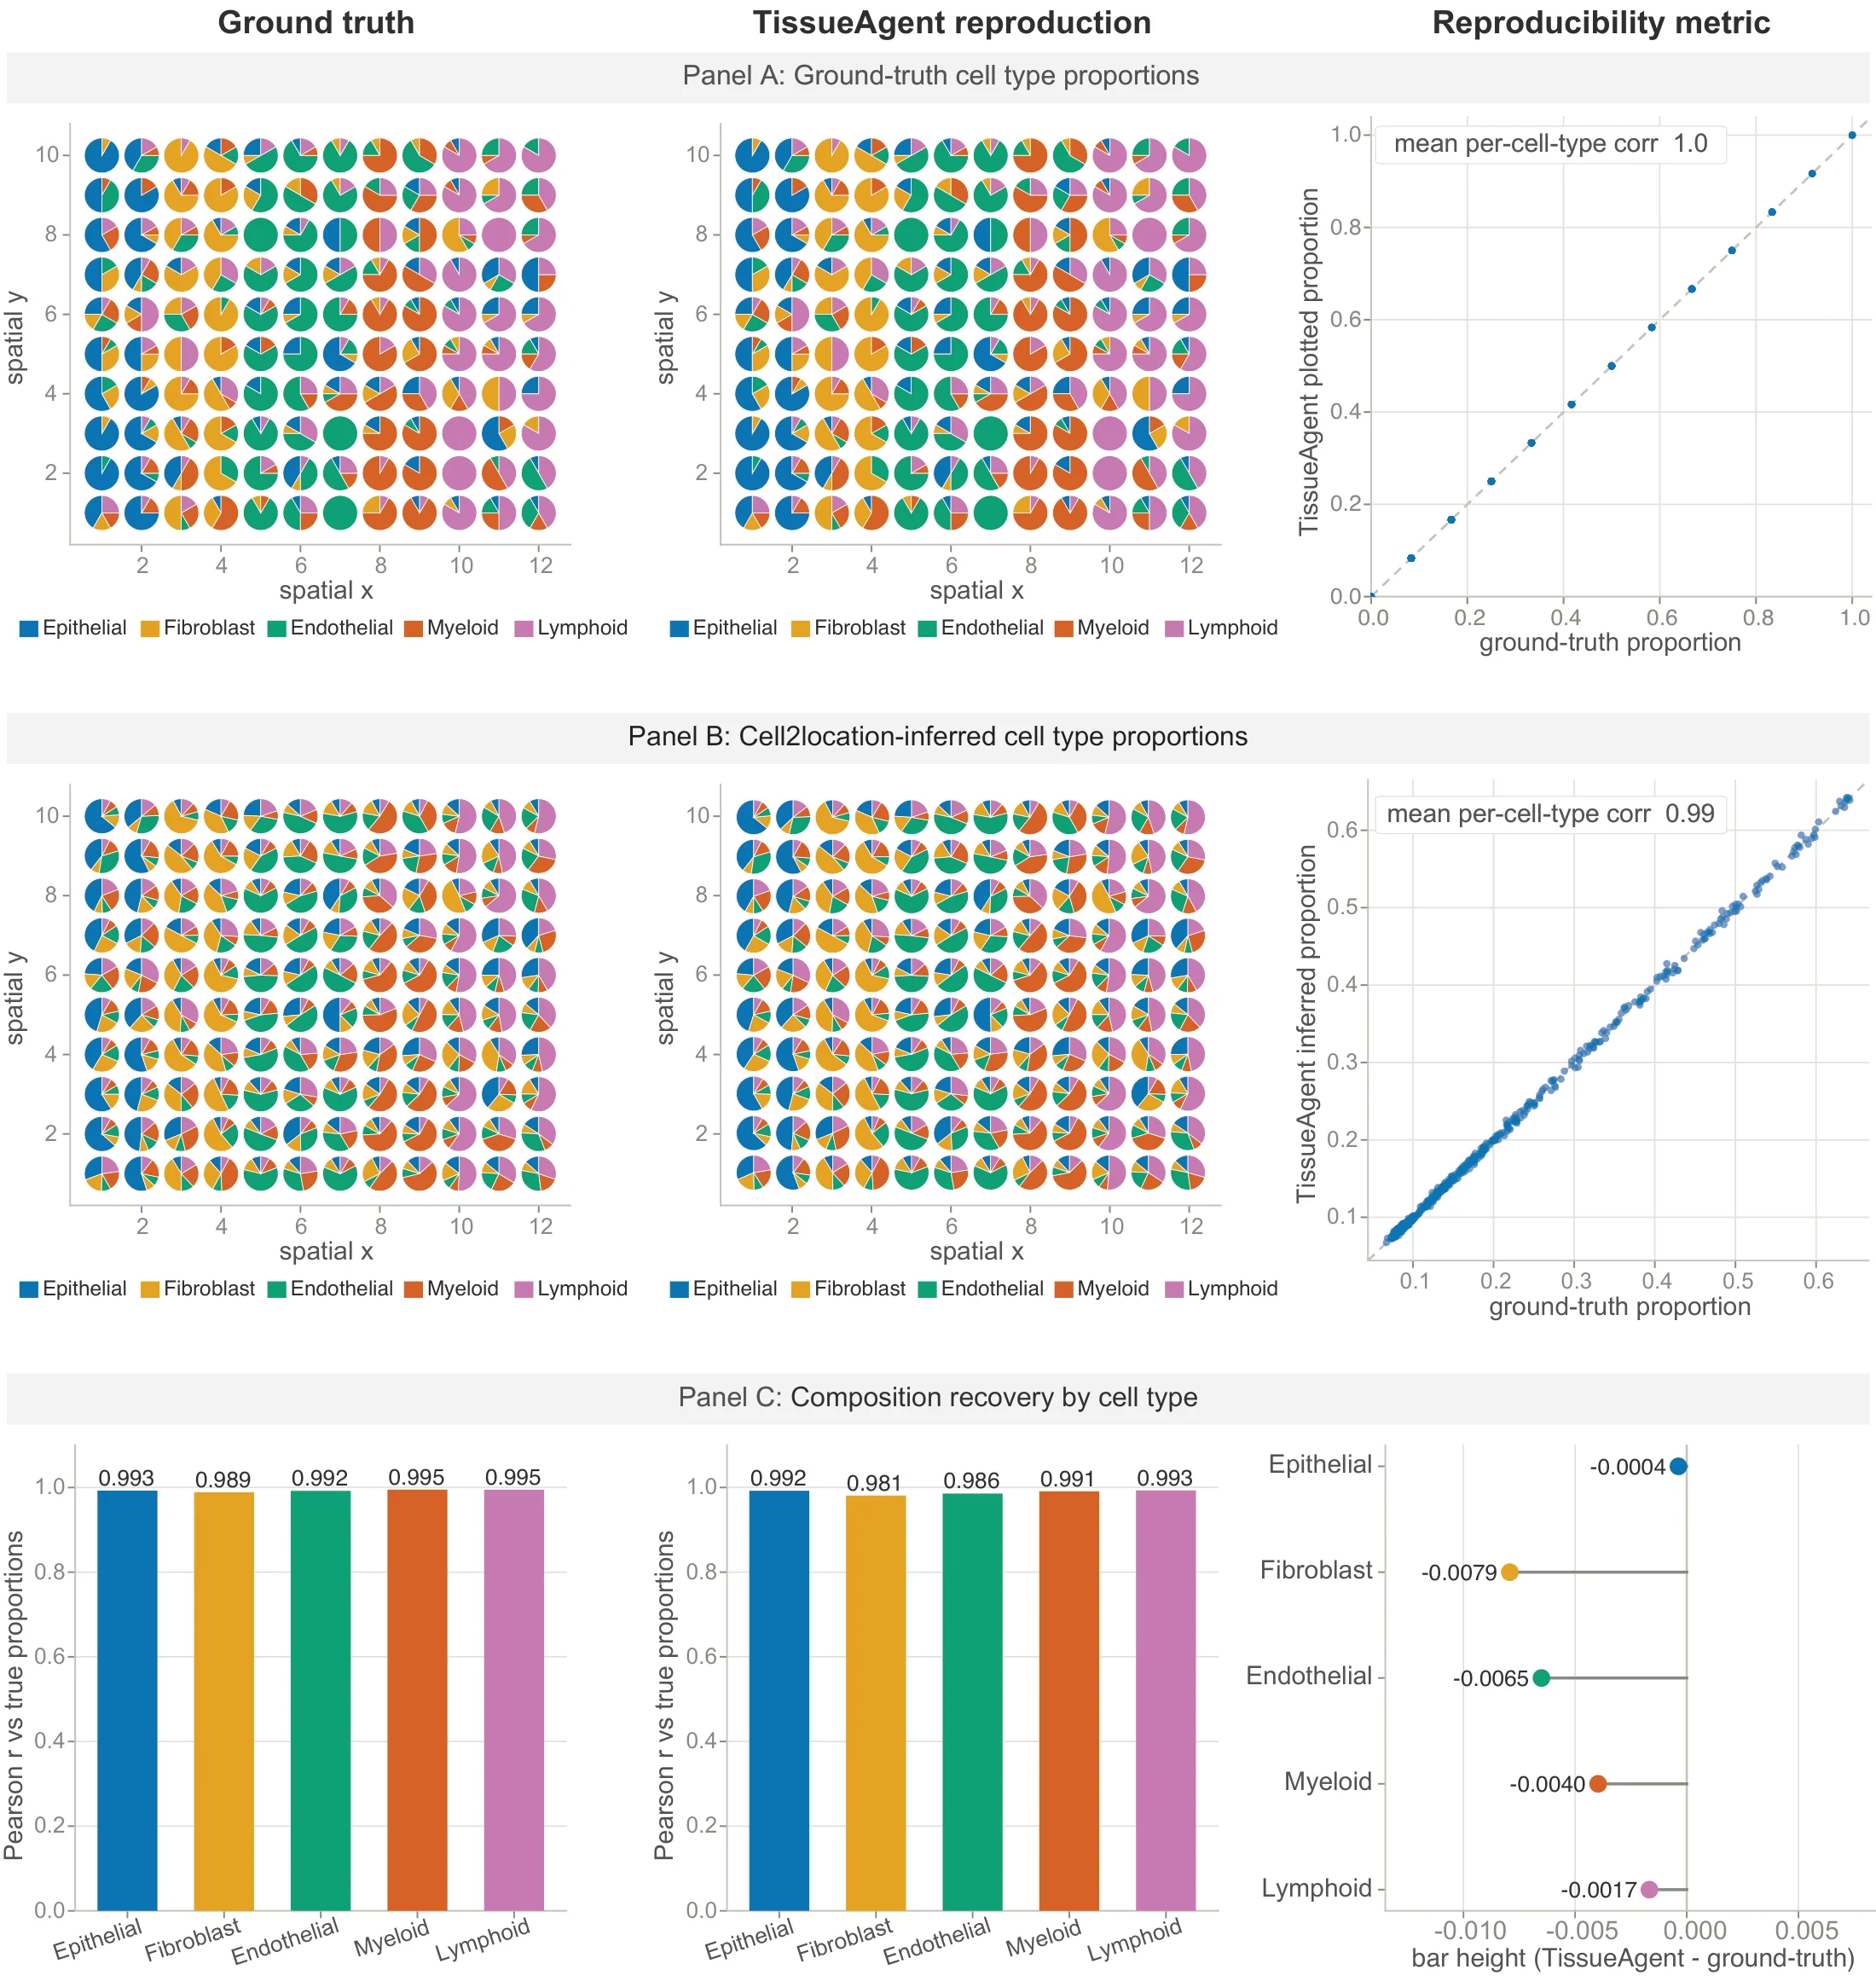 Ground truth
TissueAgent reproduction
Reproducibility metric
Panel A: Ground-truth cell type proportions
spatial y
10
8
6
4
2
2
4
6
8
10
12
spatial x
Epithelial
Fibroblast
Endothelial
Myeloid
Lymphoid
spatial y
10
8
6
4
2
2
4
6
8
10
12
spatial x
Epithelial
Fibroblast
Endothelial
Myeloid
Lymphoid
TissueAgent plotted proportion
mean per-cell-type corr 1.0
1.0
0.8
0.6
0.4
0.2
0.0
0.0
0.2
0.4
0.6
0.8
1.0
ground-truth proportion
Panel B: Cell2location-inferred cell type proportions
spatial y
10
8
6
4
2
2
4
6
8
10
12
spatial x
Epithelial
Fibroblast
Endothelial
Myeloid
Lymphoid
spatial y
10
8
6
4
2
2
4
6
8
10
12
spatial x
Epithelial
Fibroblast
Endothelial
Myeloid
Lymphoid
TissueAgent inferred proportion
mean per-cell-type corr 0.99
0.6
0.5
0.4
0.3
0.2
0.1
0.1
0.2
0.3
0.4
0.5
0.6
ground-truth proportion
Panel C: Composition recovery by cell type
Pearson r vs true proportions
1.0
0.8
0.6
0.4
0.2
0.0
0.993
0.989
0.992
0.995
0.995
Epithelial
Fibroblast
Endothelial
Myeloid
Lymphoid
Pearson r vs true proportions
1.0
0.8
0.6
0.4
0.2
0.0
0.992
0.981
0.986
0.991
0.993
Epithelial
Fibroblast
Endothelial
Myeloid
Lymphoid
Epithelial
-0.0004
Fibroblast
-0.0079
Endothelial
-0.0065
Myeloid
-0.0040
Lymphoid
-0.0017
-0.010
-0.005
0.000
0.005
bar height (TissueAgent - ground-truth)